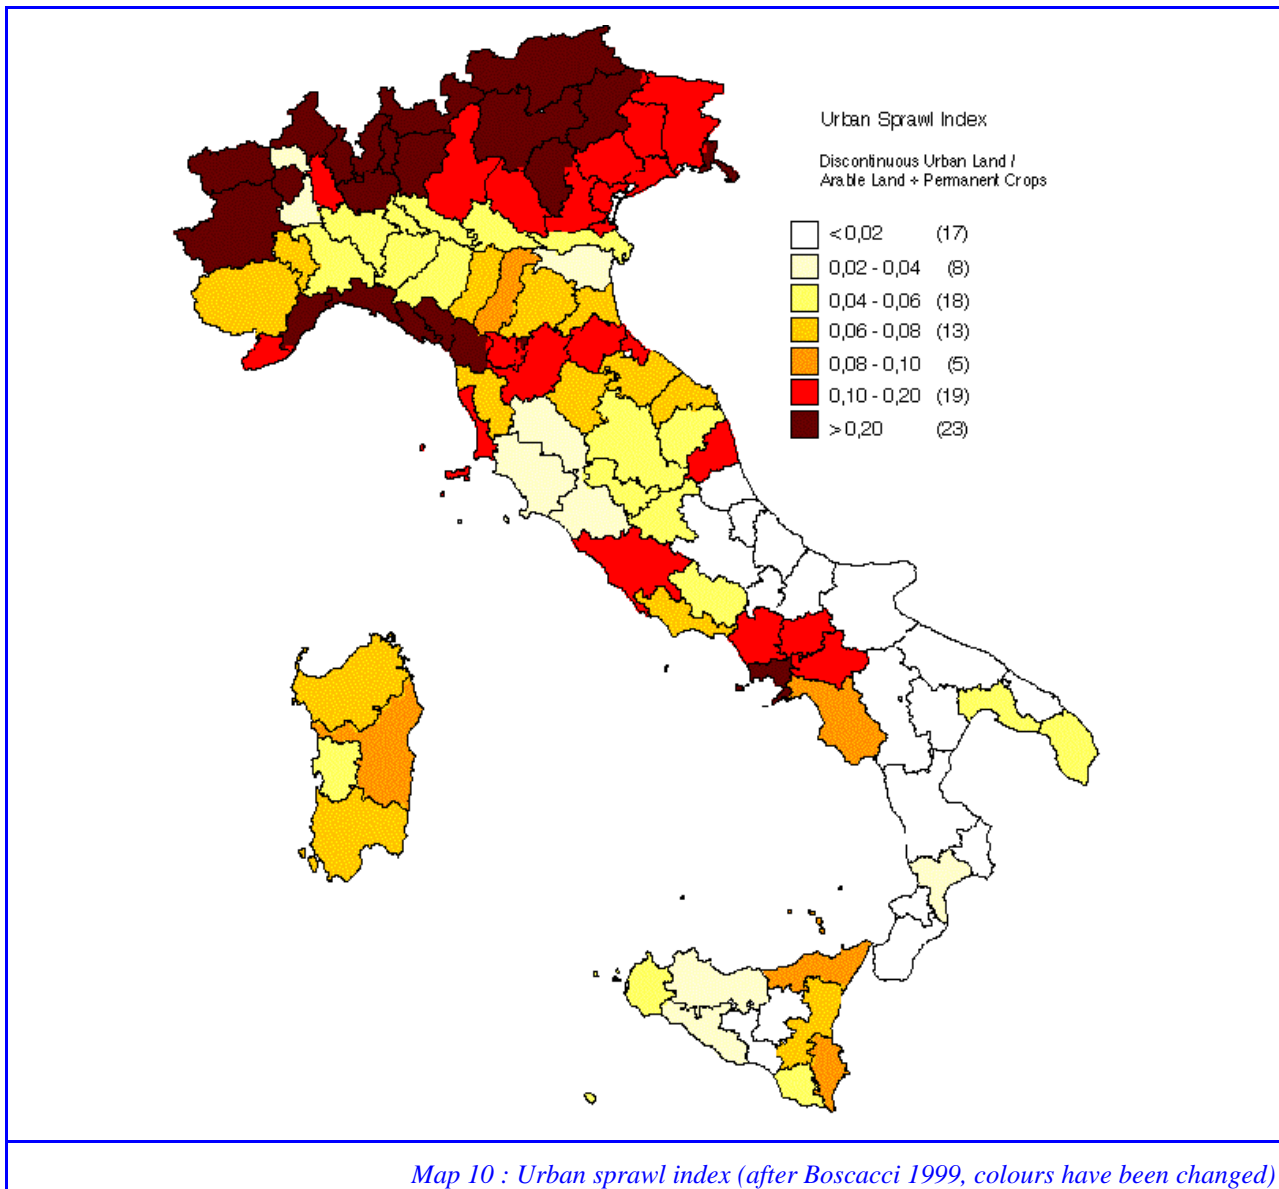 Urban Sprawl Index
Discontinuous Urban Land /
Arable Land + Permanent Crops
< 0,02 (17)
0,02 - 0,04 (8)
0,04 - 0,06 (18)
0,06 - 0,08 (13)
0,08 - 0,10 (5)
0,10 - 0,20 (19)
> 0,20 (23)
Map 10 : Urban sprawl index (after Boscacci 1999, colours have been changed)